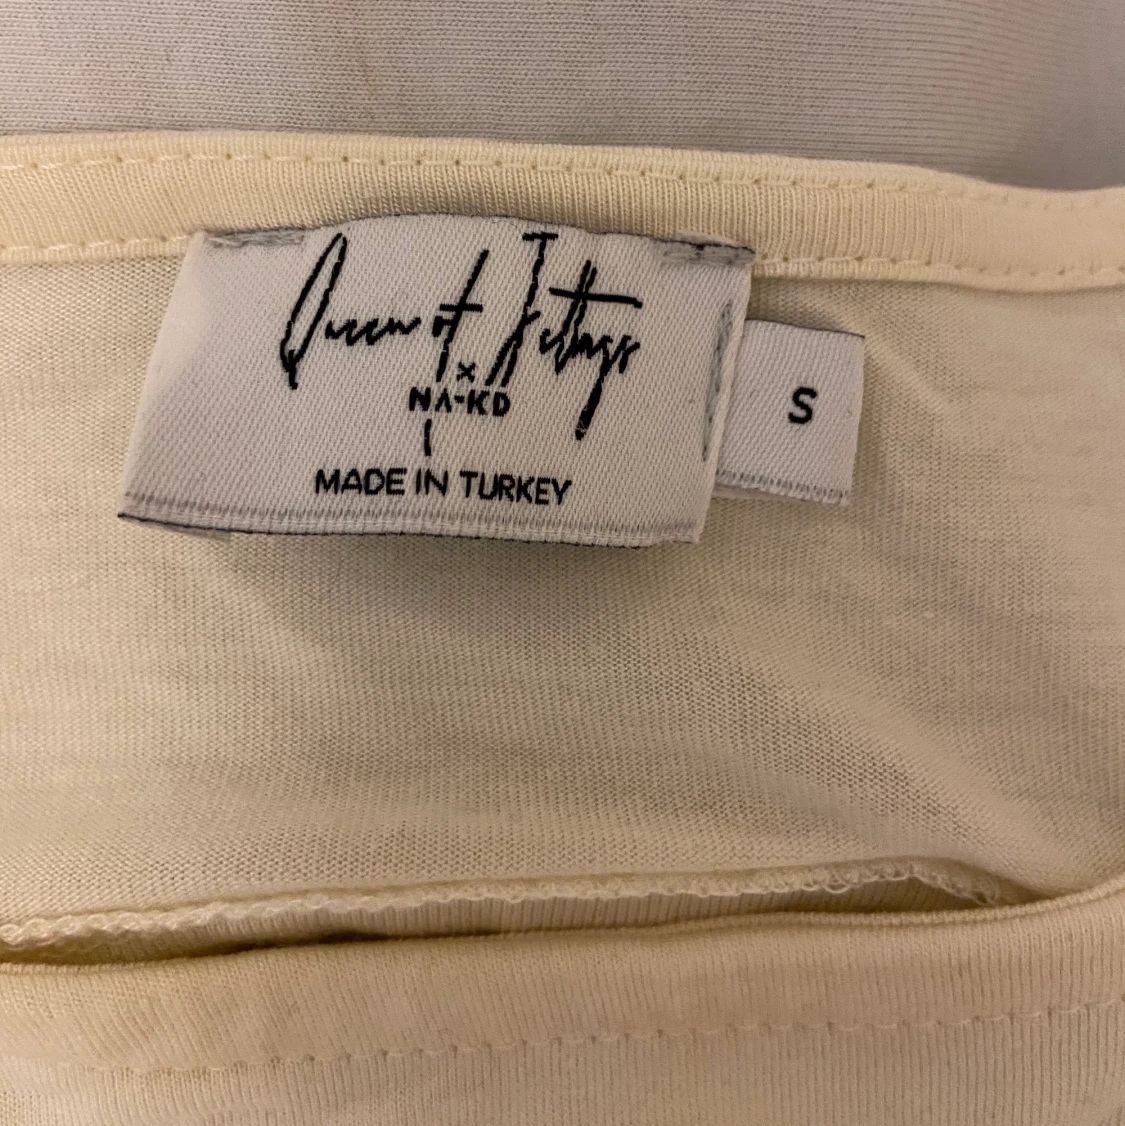 Queen of Jetlags
x
NA-KD
MADE IN TURKEY
S